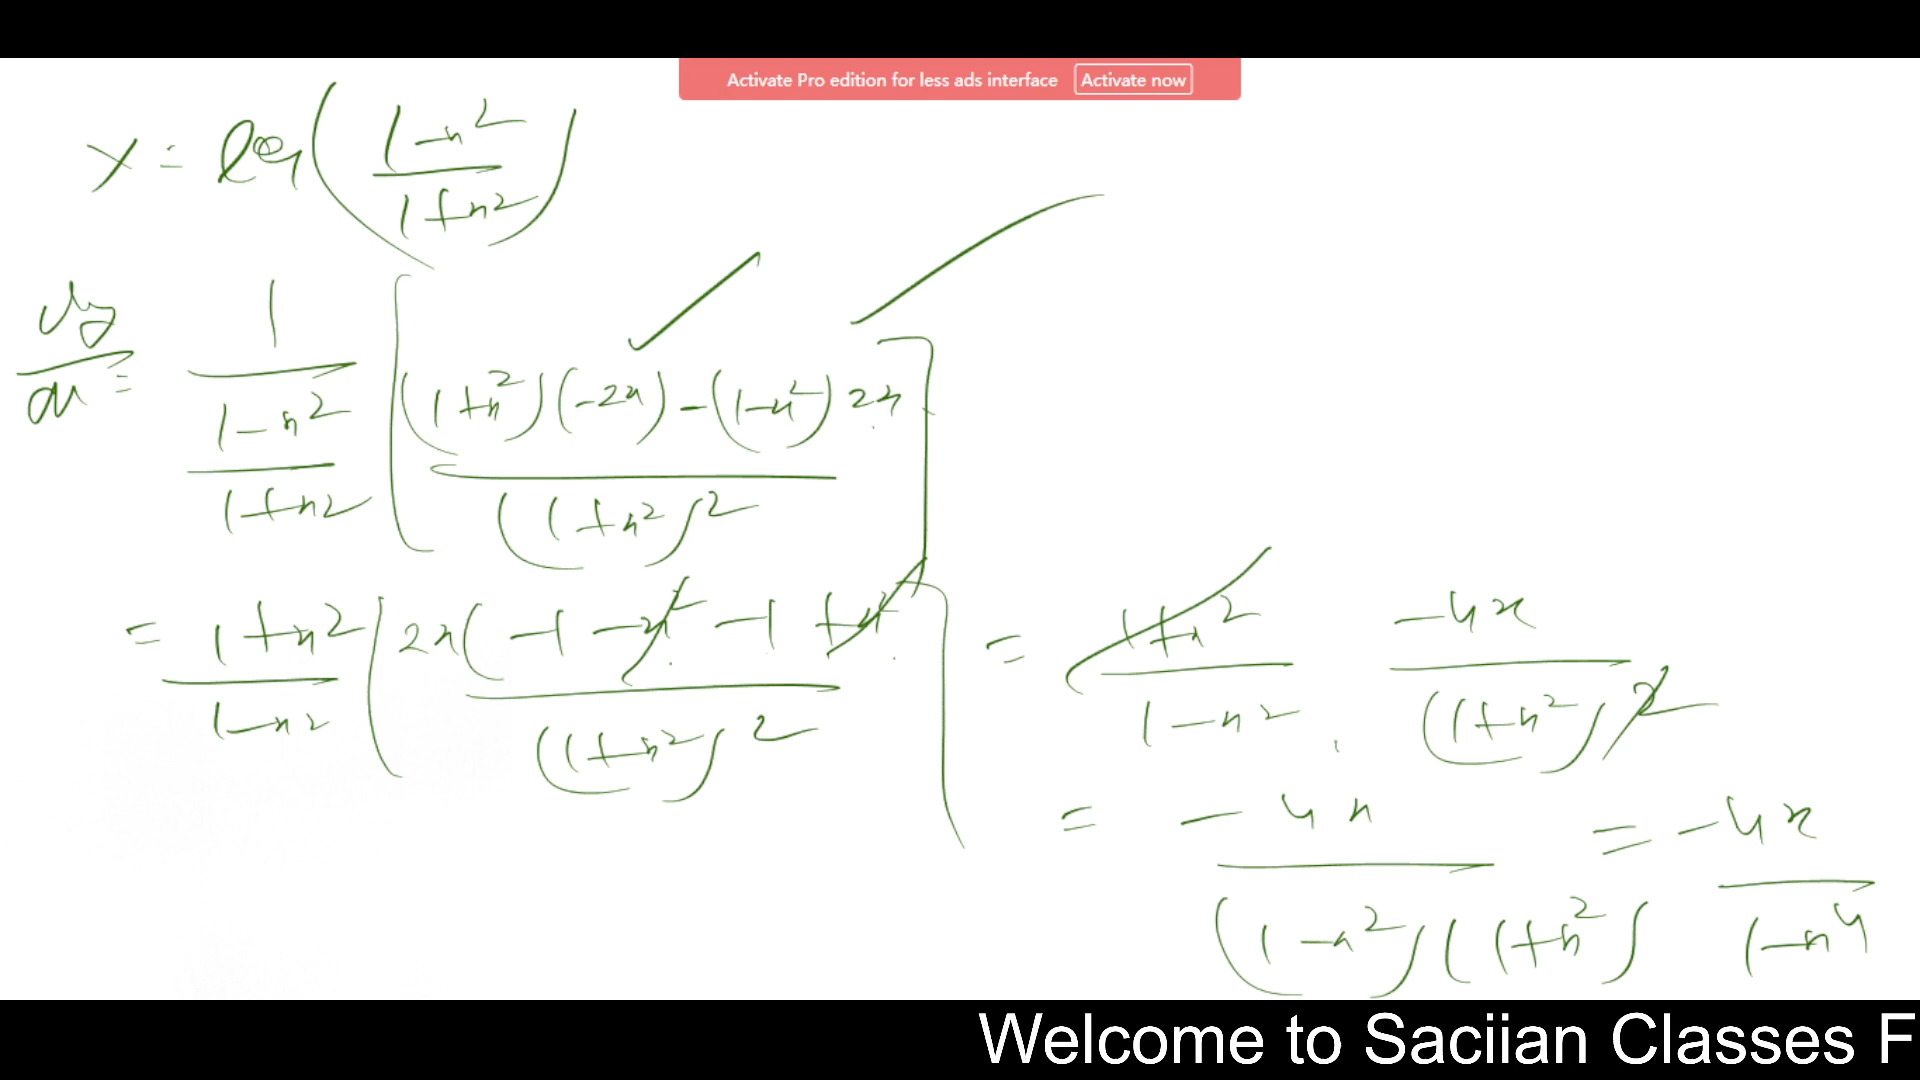 Activate Pro edition for less ads interface Activate now
y = log((1-x²)/(1+x²))
dy/dx = 1/((1-x²)/(1+x²)) [((1+x²)(-2x) - (1-x²)2x)/((1+x²)²)]
= (1+x²)/(1-x²) [2x(-1-x²-1+x²)/((1+x²)²)]
= (1+x²)/(1-x²) . -4x/((1+x²)²)
= -4x/((1-x²)(1+x²)) = -4x/(1-x⁴)
Welcome to Saciian Classes F